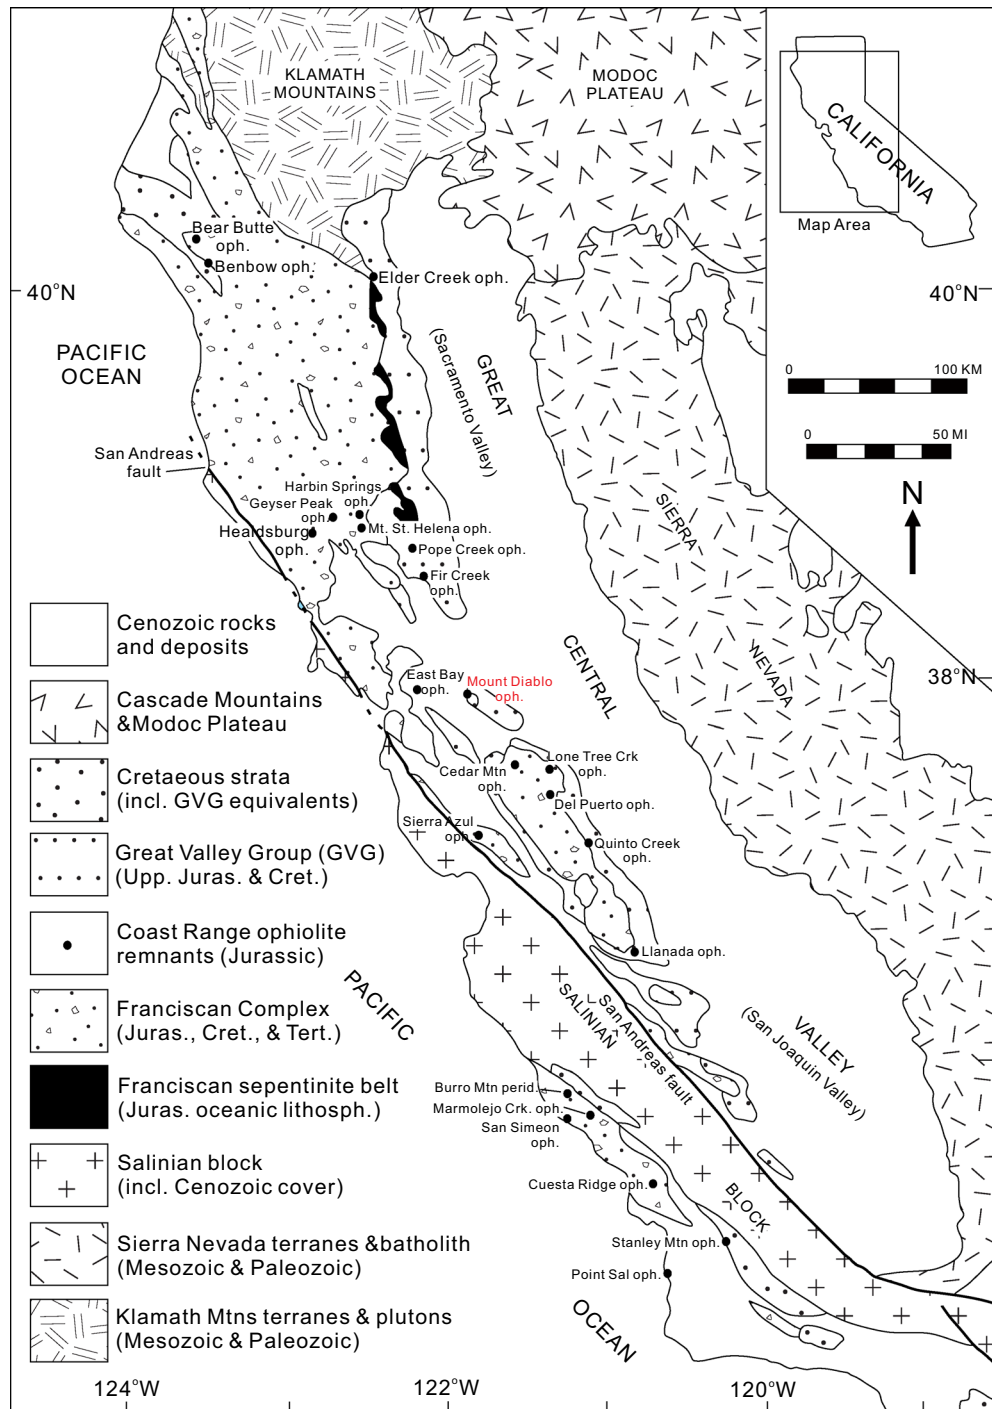 KLAMATH
MOUNTAINS
MODOC
PLATEAU
CALIFORNIA
Map Area
Bear Butte
oph.
Benbow oph.
Elder Creek oph.
40°N
40°N
PACIFIC
OCEAN
GREAT
(Sacramento Valley)
0 100 KM
0 50 MI
N
San Andreas
fault
Harbin Springs
oph.
Geyser Peak
oph.
Mt. St. Helena oph.
Healdsburg
oph.
Pope Creek oph.
Fir Creek
oph.
SIERRA
NEVADA
CENTRAL
38°N
East Bay
oph.
Mount Diablo
oph.
Cedar Mtn
oph.
Lone Tree Crk
oph.
Del Puerto oph.
Sierra Azul
oph.
Quinto Creek
oph.
Llanada oph.
PACIFIC
SALINIAN
San Andreas fault
VALLEY
(San Joaquin Valley)
Burro Mtn perid.
Marmolejo Crk. oph.
San Simeon
oph.
Cuesta Ridge oph.
BLOCK
Stanley Mtn oph.
Point Sal oph.
OCEAN
Cenozoic rocks
and deposits
Cascade Mountains
&Modoc Plateau
Cretaeous strata
(incl. GVG equivalents)
Great Valley Group (GVG)
(Upp. Juras. & Cret.)
Coast Range ophiolite
remnants (Jurassic)
Franciscan Complex
(Juras., Cret., & Tert.)
Franciscan sepentinite belt
(Juras. oceanic lithosph.)
Salinian block
(incl. Cenozoic cover)
Sierra Nevada terranes &batholith
(Mesozoic & Paleozoic)
Klamath Mtns terranes & plutons
(Mesozoic & Paleozoic)
124°W
122°W
120°W